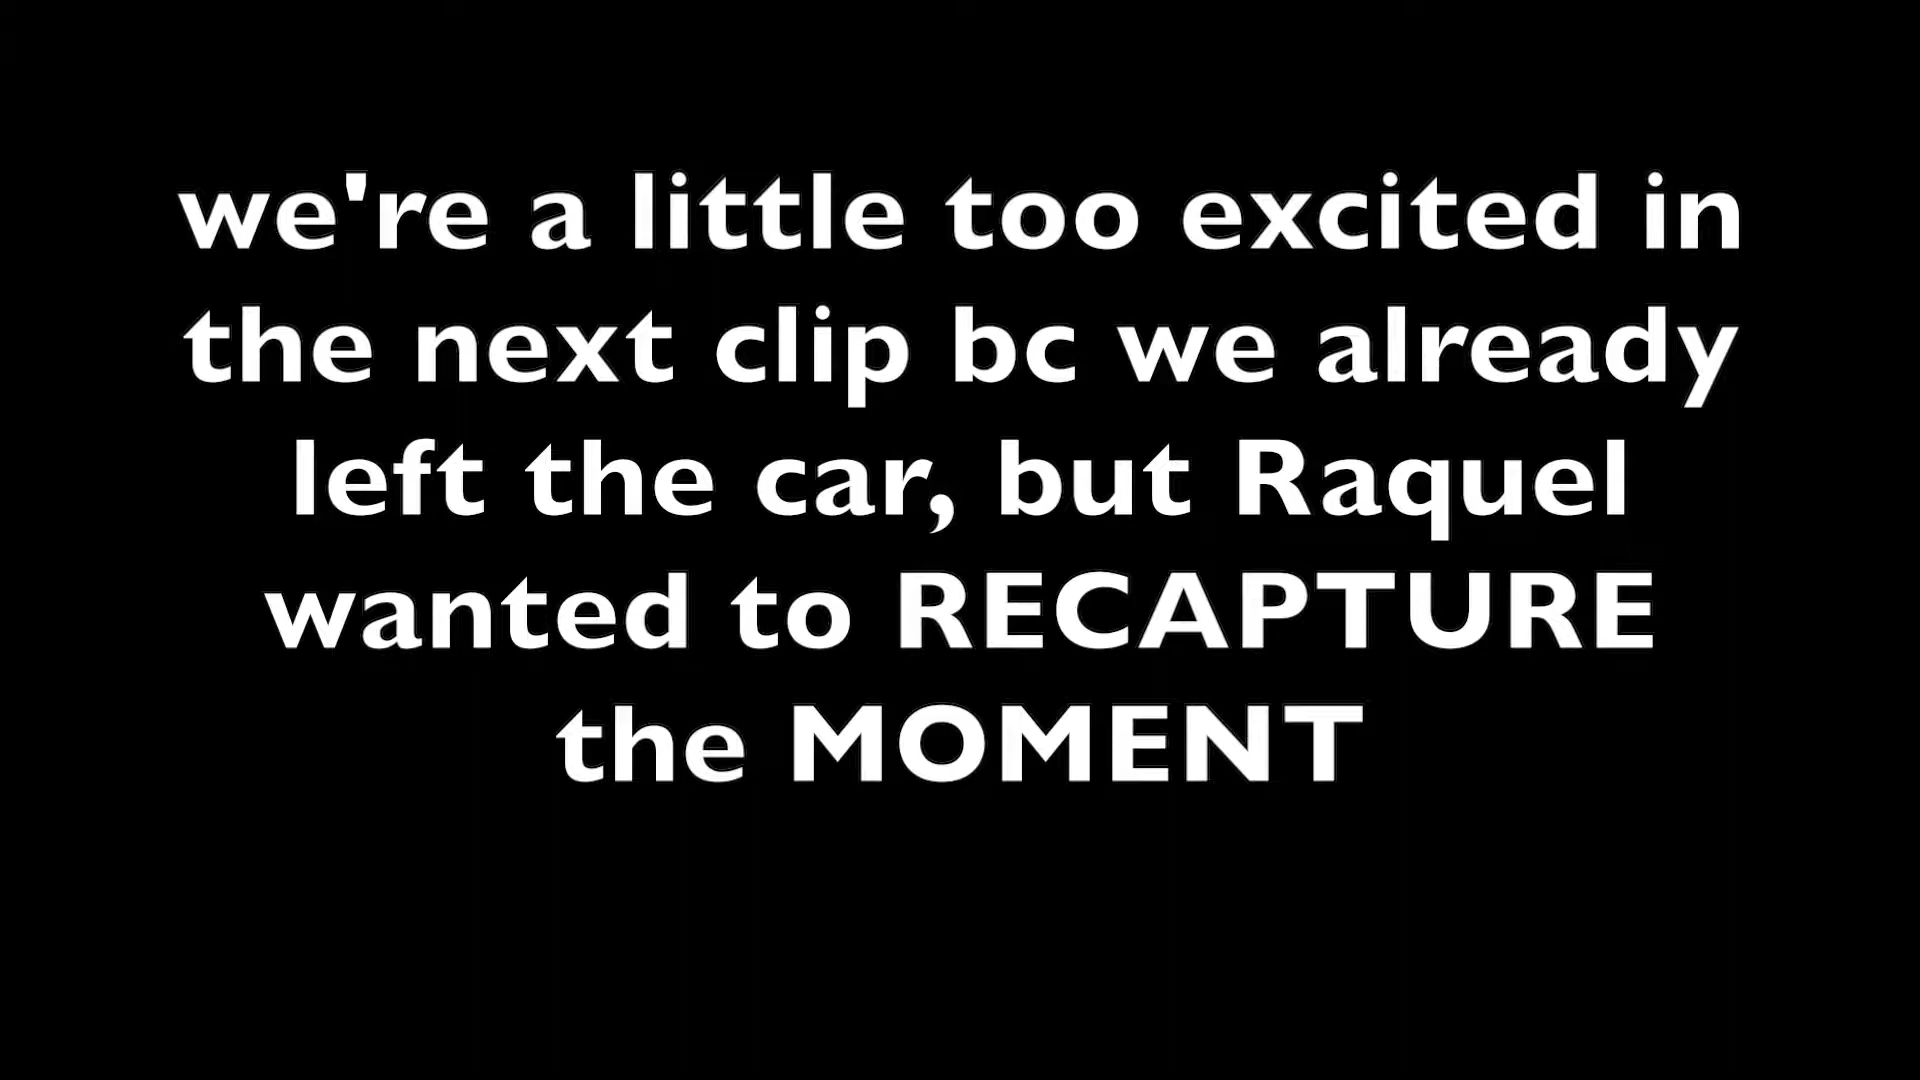 we're a little too excited in
the next clip bc we already
left the car, but Raquel
wanted to RECAPTURE
the MOMENT